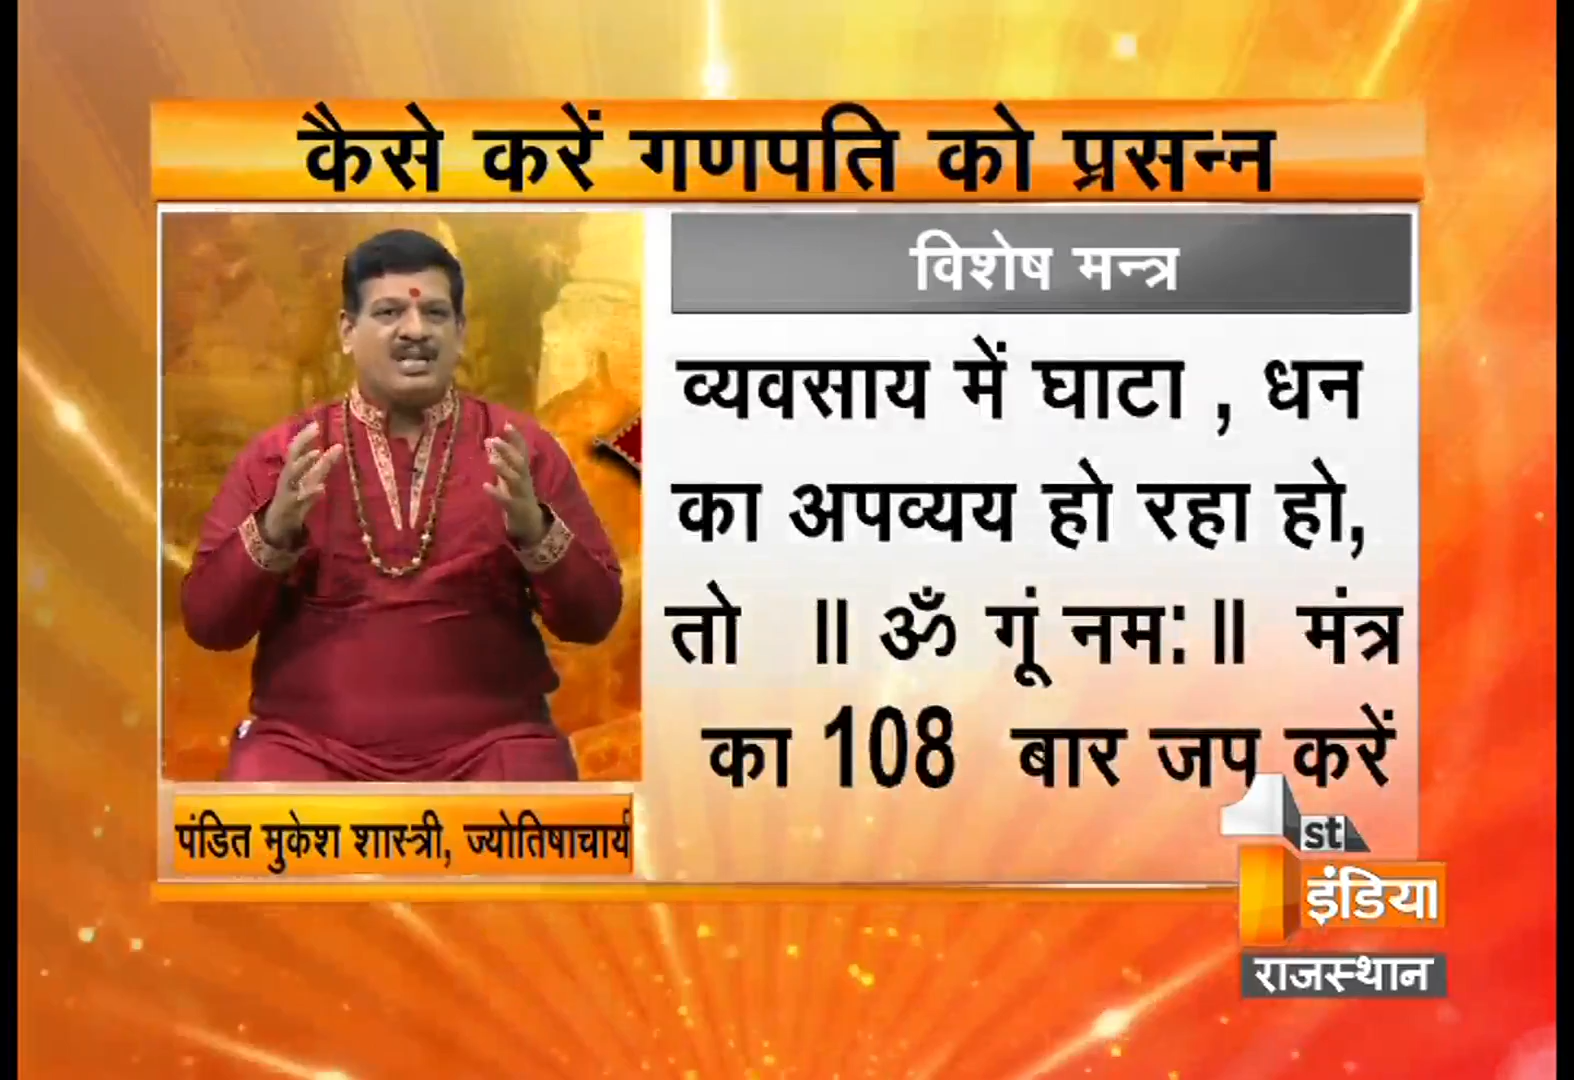 कैसे करें गणपति को प्रसन्न
विशेष मन्त्र
व्यवसाय में घाटा , धन
का अपव्यय हो रहा हो,
तो ॥ ॐ गूं नम: ॥ मंत्र
का 108 बार जप करें
पंडित मुकेश शास्त्री, ज्योतिषाचार्य
1st
इंडिया
राजस्थान